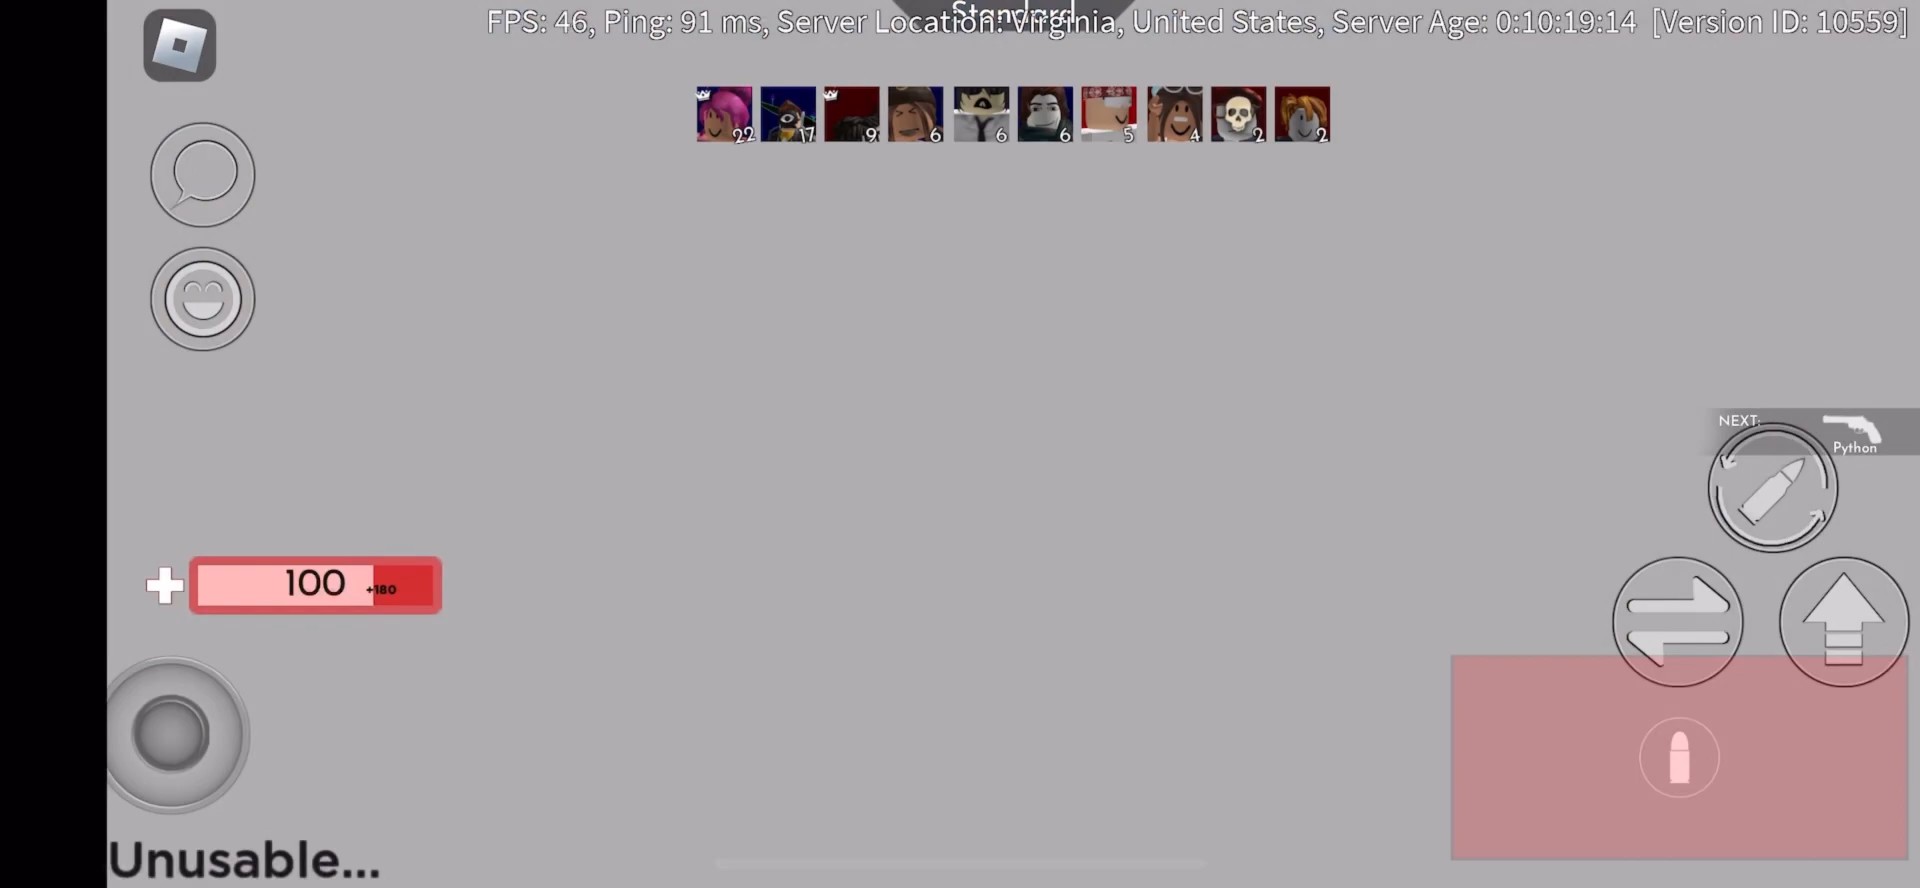 Standard
FPS: 46, Ping: 91 ms, Server Location: Virginia, United States, Server Age: 0:10:19:14 [Version ID: 10559]
22 17 9 6 6 6 5 4 2 2
NEXT:
Python
100 +180
Unusable...